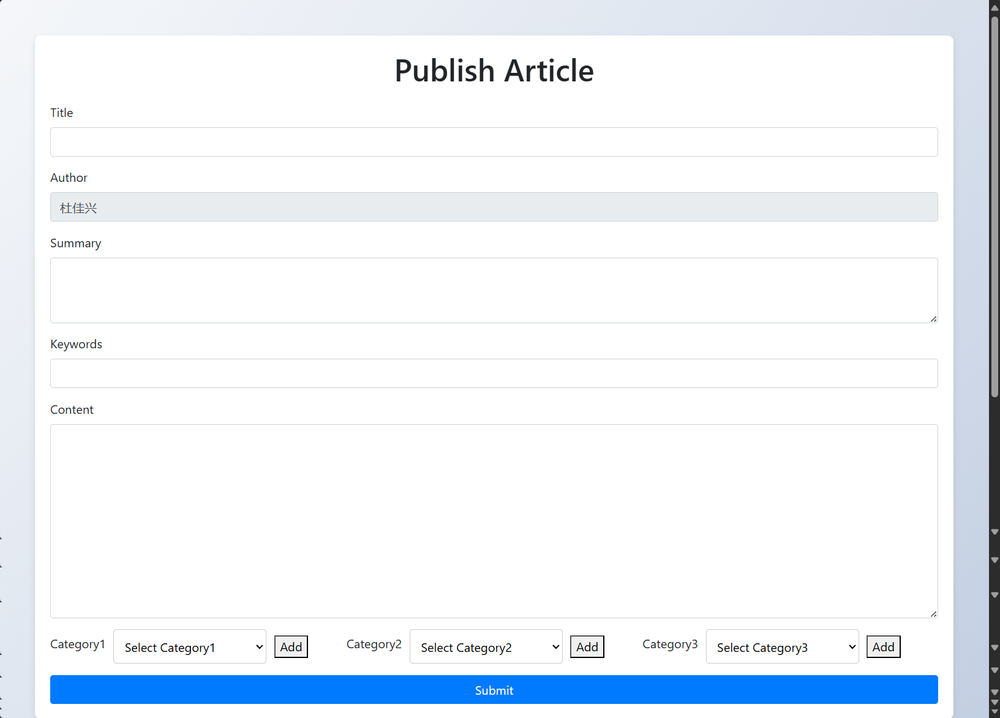 Publish Article
Title
Author
杜佳兴
Summary
Keywords
Content
Category1 Select Category1 Add Category2 Select Category2 Add Category3 Select Category3 Add
Submit